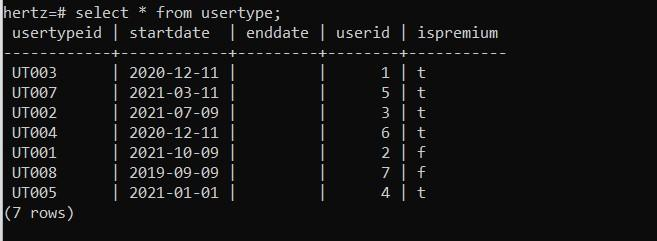 hertz=# select * from usertype;
 usertypeid | startdate  | enddate | userid | ispremium
------------+------------+---------+--------+-----------
 UT003      | 2020-12-11 |         |      1 | t
 UT007      | 2021-03-11 |         |      5 | t
 UT002      | 2021-07-09 |         |      3 | t
 UT004      | 2020-12-11 |         |      6 | t
 UT001      | 2021-10-09 |         |      2 | f
 UT008      | 2019-09-09 |         |      7 | f
 UT005      | 2021-01-01 |         |      4 | t
(7 rows)